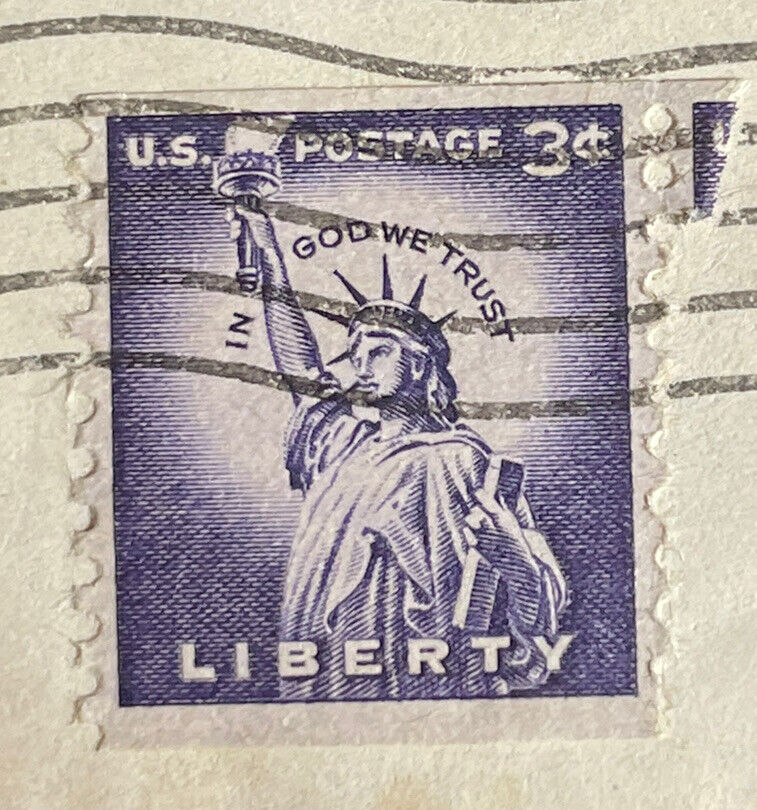 U.S. POSTAGE 3¢
IN GOD WE TRUST
LIBERTY